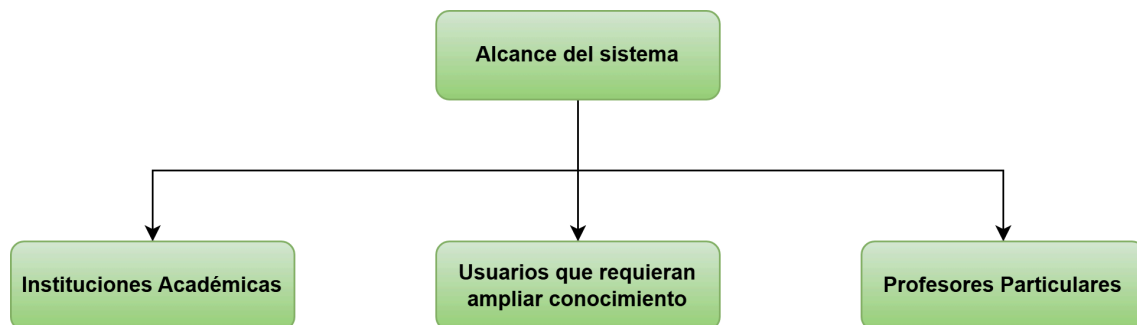 Alcance del sistema
Instituciones Académicas
Usuarios que requieran
ampliar conocimiento
Profesores Particulares